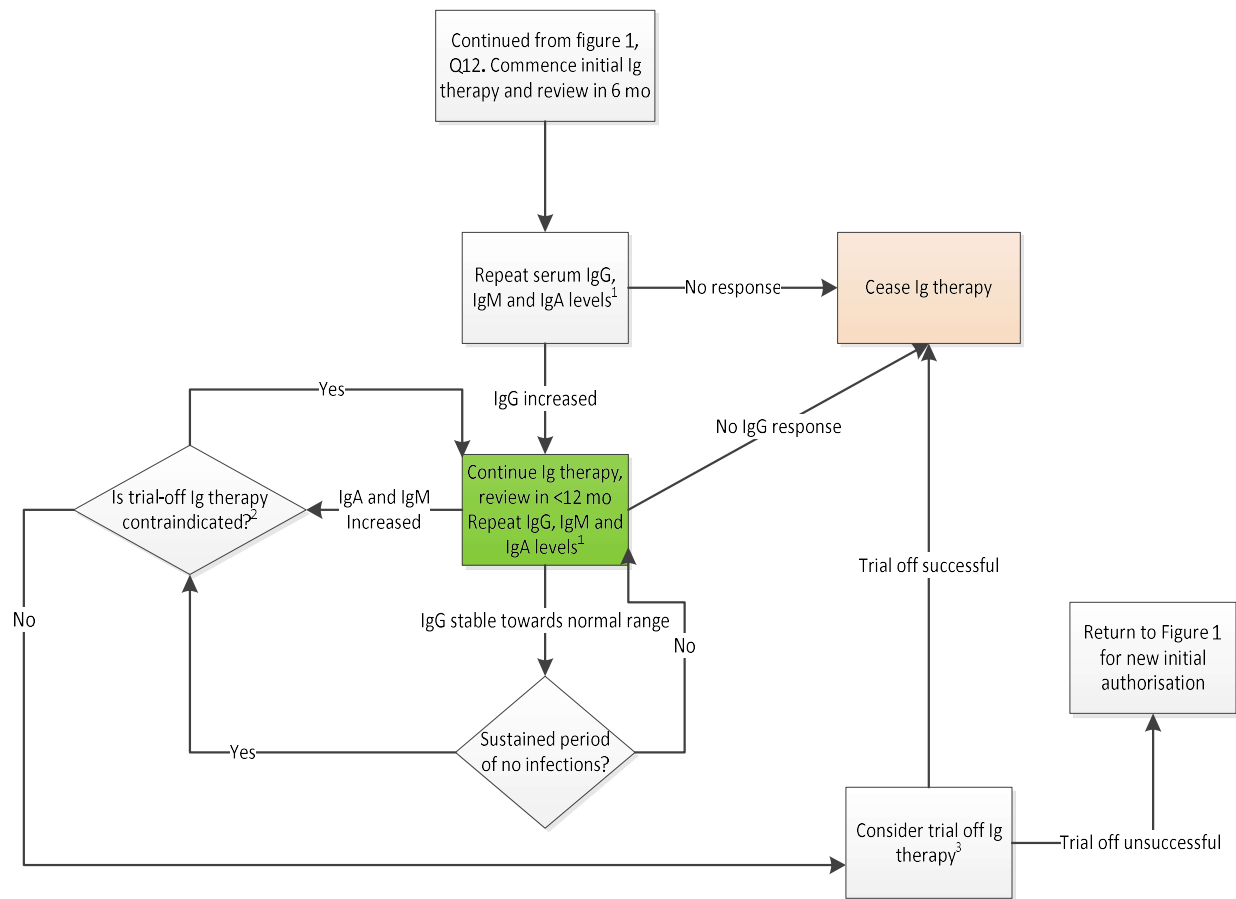 Continued from figure 1,
Q12. Commence initial Ig
therapy and review in 6 mo
Repeat serum IgG,
IgM and IgA levels1
No response
Cease Ig therapy
Yes
IgG increased
No IgG response
Is trial-off Ig therapy
contraindicated?2
IgA and IgM
Increased
Continue Ig therapy,
review in <12 mo
Repeat IgG, IgM and
IgA levels1
Trial off successful
No
IgG stable towards normal range
No
Return to Figure 1
for new initial
authorisation
Yes
Sustained period
of no infections?
Consider trial off Ig
therapy3
Trial off unsuccessful